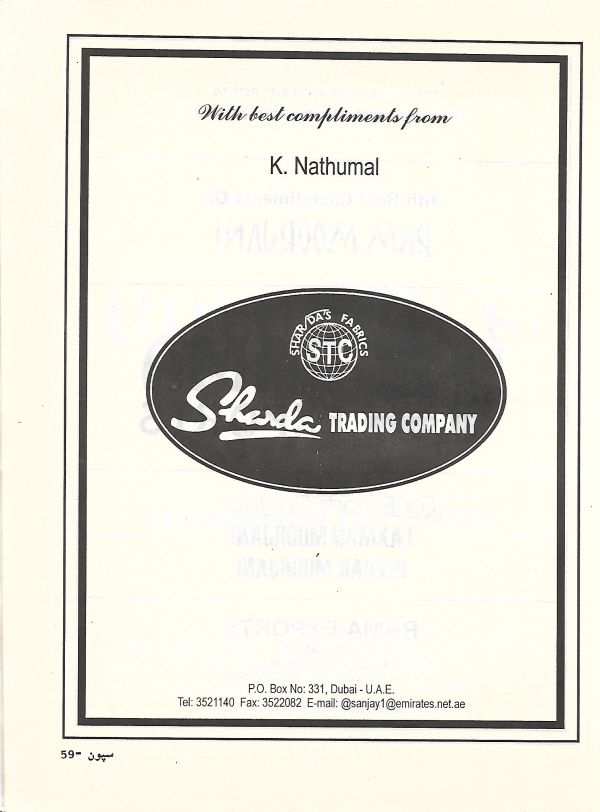 With best compliments from
K. Nathumal
SHARDA'S FABRICS
STC
Sharda TRADING COMPANY
P.O. Box No: 331, Dubai - U.A.E.
Tel: 3521140 Fax: 3522082 E-mail: @sanjay1@emirates.net.ae
سپون -59